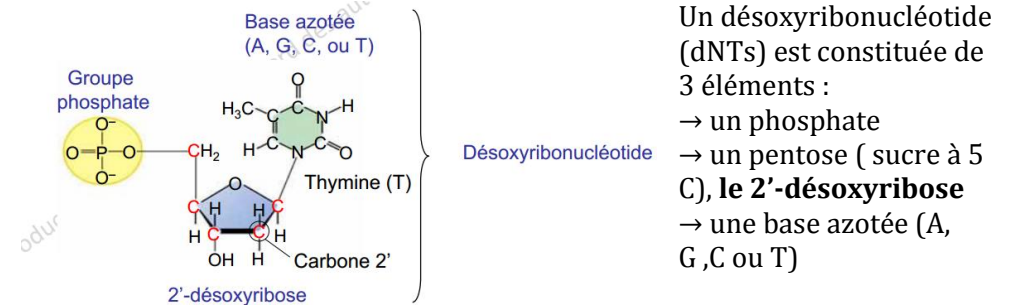 Base azotée
(A, G, C, ou T)
Groupe
phosphate
O
O⁻
O=P-O
O⁻
CH₂
H₃C
C
C
N-H
H-C
C=O
N
Thymine (T)
O
C
H
H
C
H
C
C
H
OH
H
Carbone 2'
2'-désoxyribose
Désoxyribonucléotide
Un désoxyribonucléotide
(dNTs) est constituée de
3 éléments :
→ un phosphate
→ un pentose ( sucre à 5
C), le 2'-désoxyribose
→ une base azotée (A,
G ,C ou T)